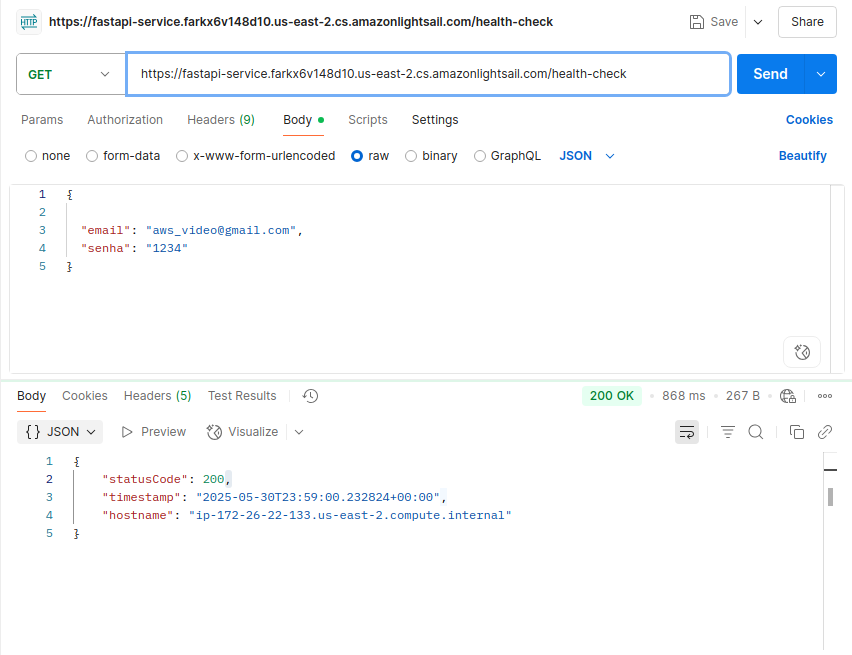 HTTP https://fastapi-service.farkx6v148d10.us-east-2.cs.amazonlightsail.com/health-check Save Share
GET https://fastapi-service.farkx6v148d10.us-east-2.cs.amazonlightsail.com/health-check Send
Params Authorization Headers (9) Body Scripts Settings Cookies
none form-data x-www-form-urlencoded raw binary GraphQL JSON Beautify
1 {
2
3 "email": "aws_video@gmail.com",
4 "senha": "1234"
5 }
Body Cookies Headers (5) Test Results 200 OK • 868 ms • 267 B
{} JSON Preview Visualize
1 {
2 "statusCode": 200,
3 "timestamp": "2025-05-30T23:59:00.232824+00:00",
4 "hostname": "ip-172-26-22-133.us-east-2.compute.internal"
5 }